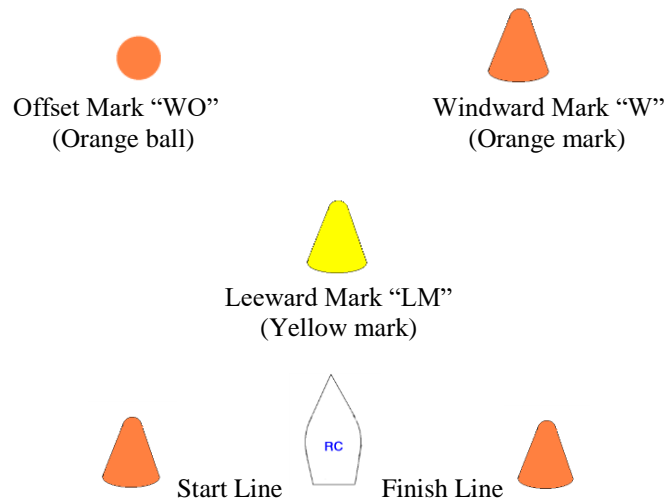 Offset Mark “WO”
(Orange ball)
Windward Mark “W”
(Orange mark)
Leeward Mark “LM”
(Yellow mark)
RC
Start Line
Finish Line